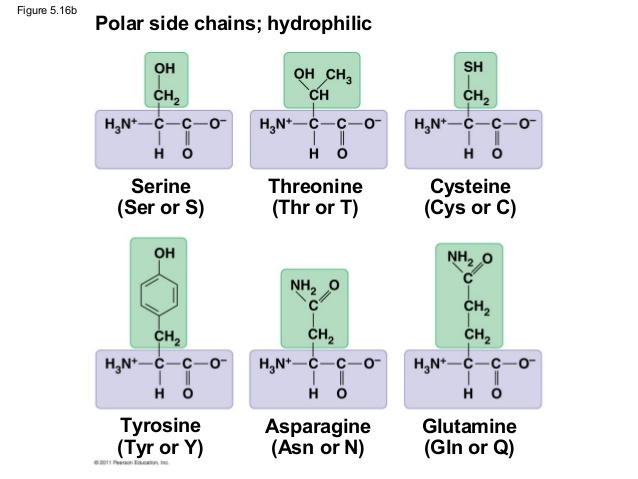 Figure 5.16b
Polar side chains; hydrophilic
OH
CH₂
H₃N⁺—C—C—O⁻
H O
Serine
(Ser or S)
OH CH₃
CH
H₃N⁺—C—C—O⁻
H O
Threonine
(Thr or T)
SH
CH₂
H₃N⁺—C—C—O⁻
H O
Cysteine
(Cys or C)
OH
CH₂
H₃N⁺—C—C—O⁻
H O
Tyrosine
(Tyr or Y)
NH₂ O
C
CH₂
H₃N⁺—C—C—O⁻
H O
Asparagine
(Asn or N)
NH₂ O
C
CH₂
CH₂
H₃N⁺—C—C—O⁻
H O
Glutamine
(Gln or Q)
© 2011 Pearson Education, Inc.